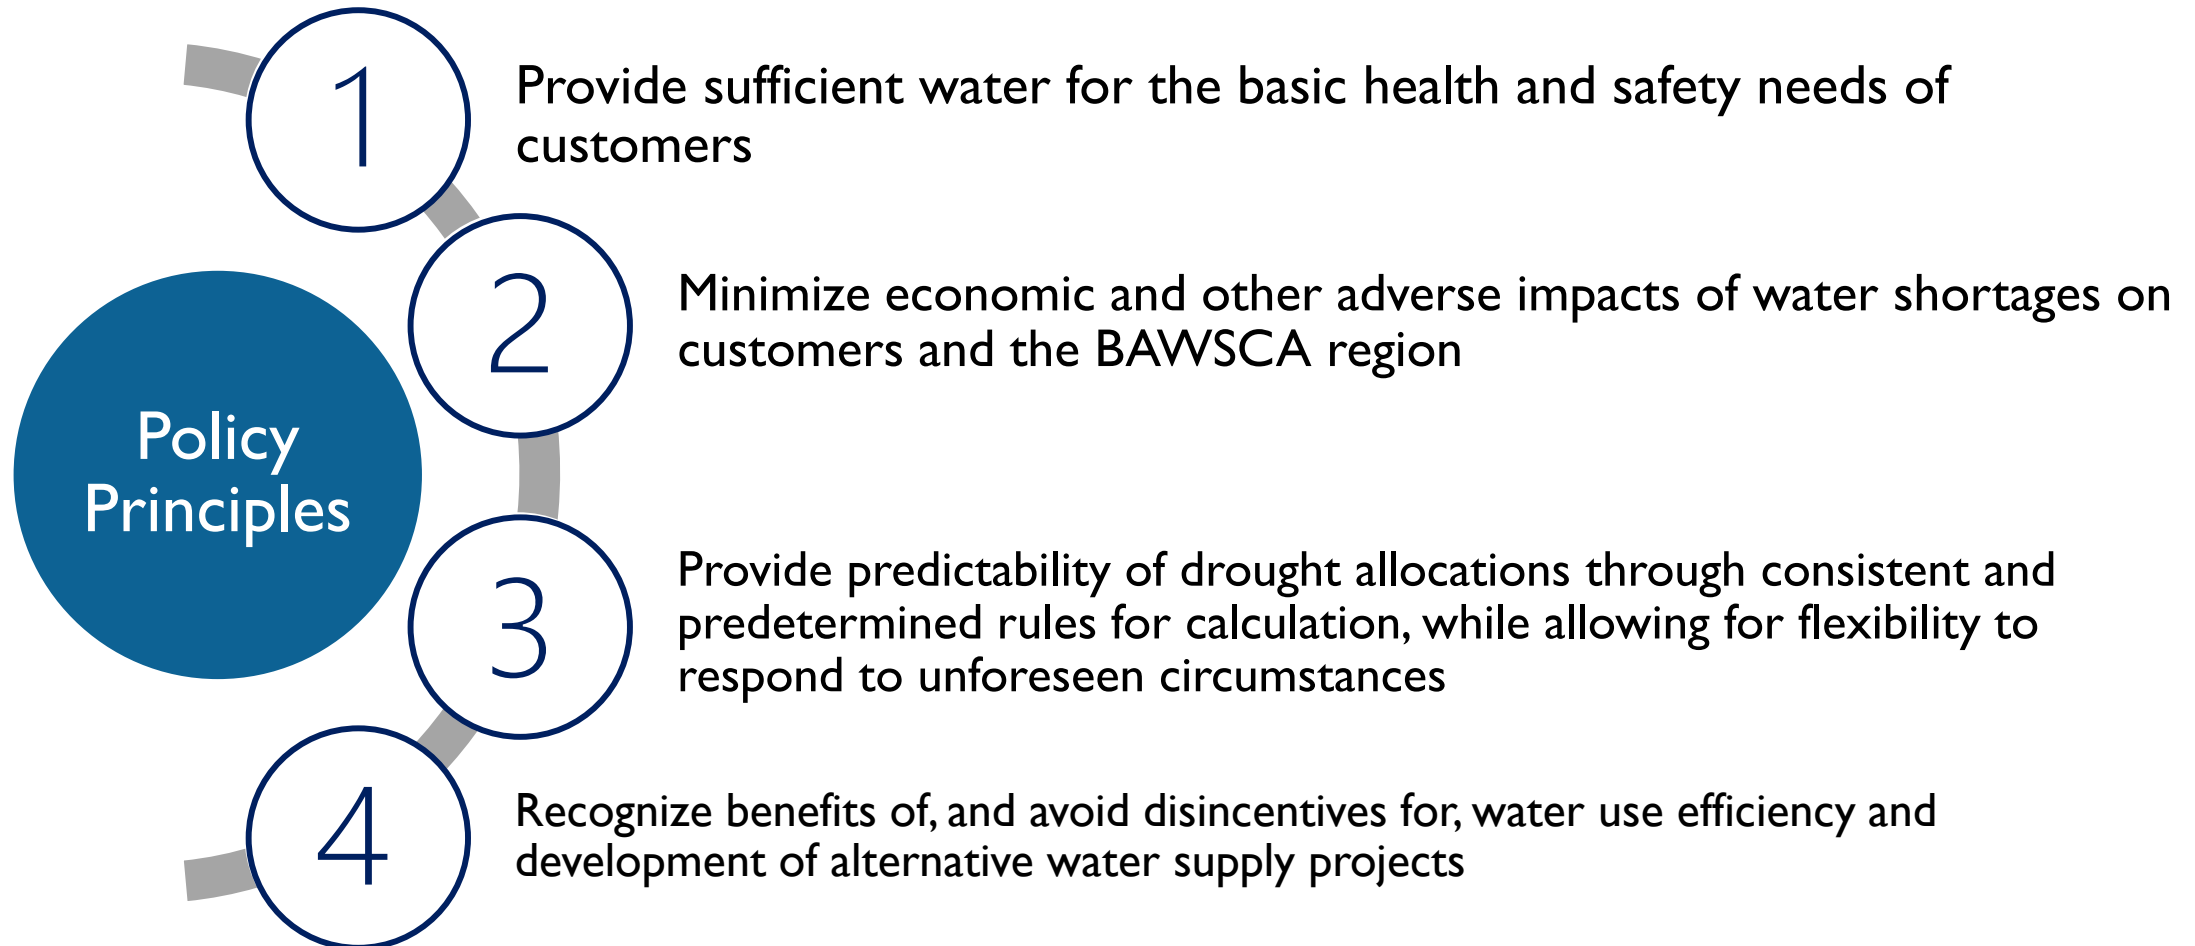 1
Provide sufficient water for the basic health and safety needs of
customers
2
Minimize economic and other adverse impacts of water shortages on
customers and the BAWSCA region
Policy
Principles
3
Provide predictability of drought allocations through consistent and
predetermined rules for calculation, while allowing for flexibility to
respond to unforeseen circumstances
4
Recognize benefits of, and avoid disincentives for, water use efficiency and
development of alternative water supply projects